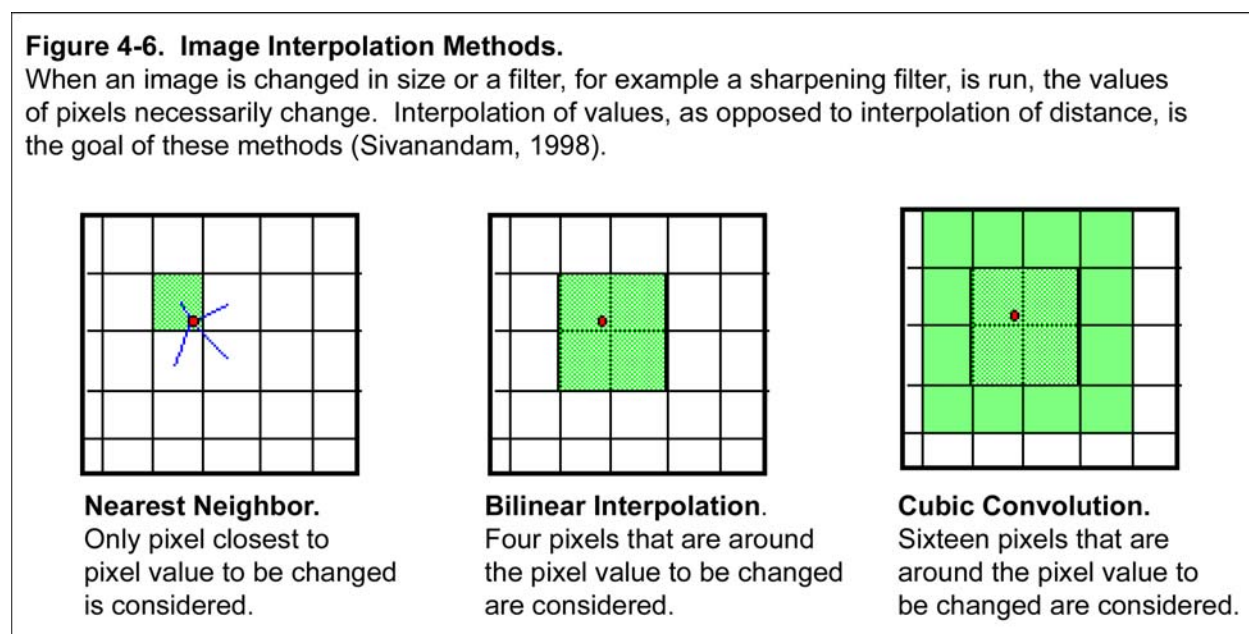 Figure 4-6.  Image Interpolation Methods.
When an image is changed in size or a filter, for example a sharpening filter, is run, the values
of pixels necessarily change.  Interpolation of values, as opposed to interpolation of distance, is
the goal of these methods (Sivanandam, 1998).
Nearest Neighbor.
Only pixel closest to
pixel value to be changed
is considered.
Bilinear Interpolation.
Four pixels that are around
the pixel value to be changed
are considered.
Cubic Convolution.
Sixteen pixels that are
around the pixel value to
be changed are considered.